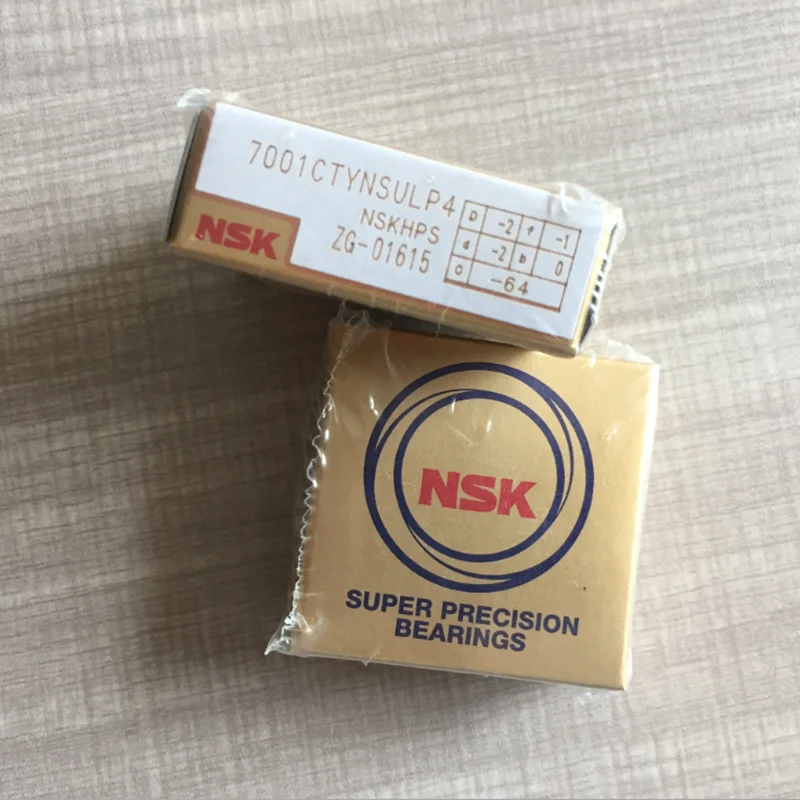 7001CTYNSULP4
NSKHPS
ZG-01615
D -2 f -1
d -2 b 0
C -64
NSK
NSK
SUPER PRECISION
BEARINGS